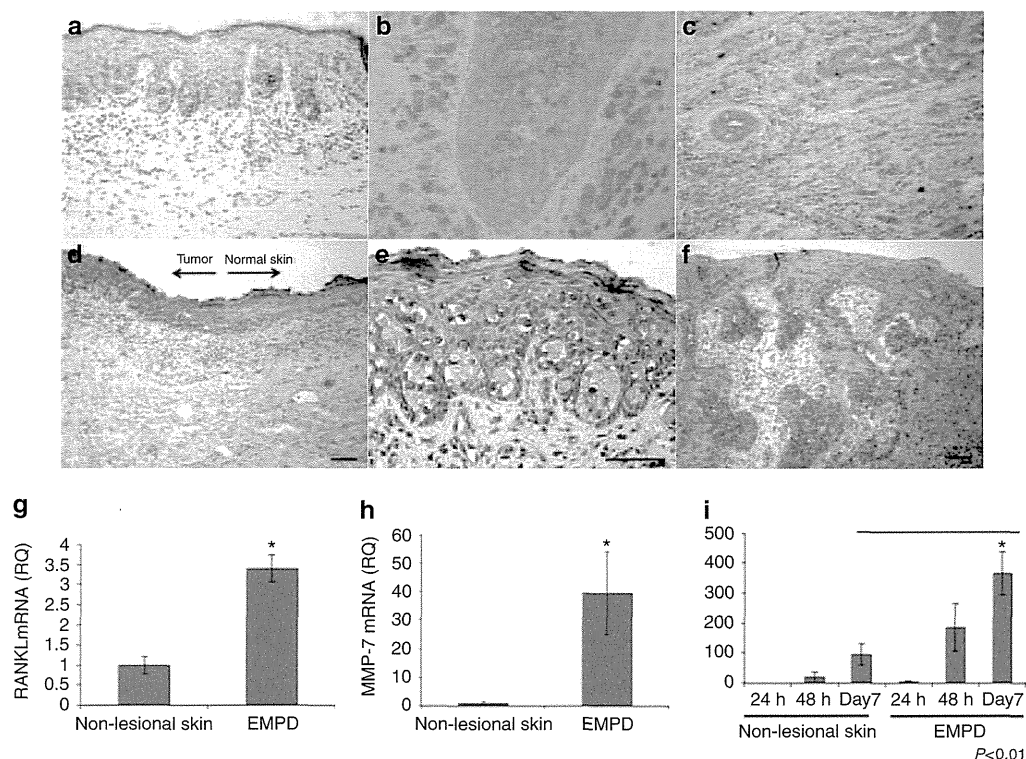 a
b
c
d
Tumor Normal skin
e
f
g
RANKLmRNA (RQ)
4
3.5
3
2.5
2
1.5
1
0.5
0
*
Non-lesional skin EMPD
h
MMP-7 mRNA (RQ)
60
50
40
30
20
10
0
*
Non-lesional skin EMPD
i
500
400
300
200
100
0
*
24 h 48 h Day7 24 h 48 h Day7
Non-lesional skin EMPD
P<0.01